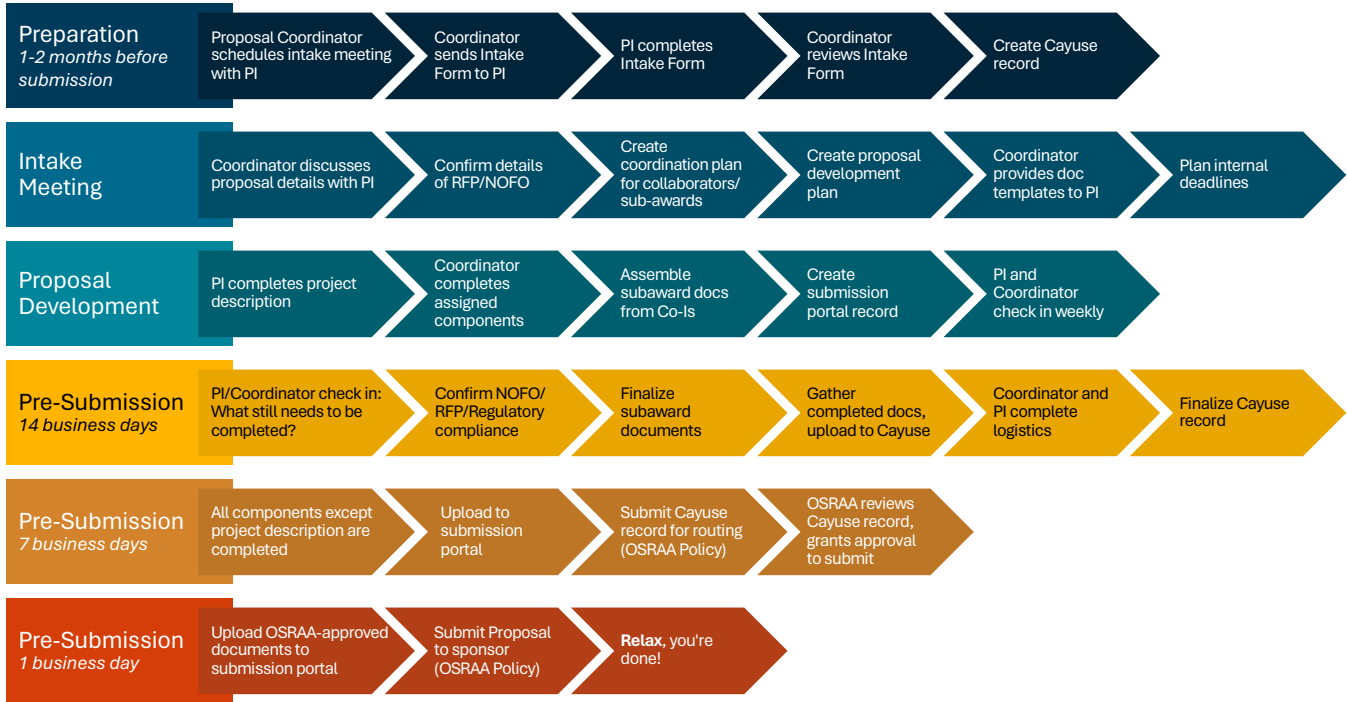 Preparation
1-2 months before
submission
Proposal Coordinator
schedules intake meeting
with PI
Coordinator
sends Intake
Form to PI
PI completes
Intake Form
Coordinator
reviews Intake
Form
Create Cayuse
record
Intake
Meeting
Coordinator discusses
proposal details with PI
Confirm details
of RFP/NOFO
Create
coordination plan
for collaborators/
sub-awards
Create proposal
development
plan
Coordinator
provides doc
templates to PI
Plan internal
deadlines
Proposal
Development
PI completes project
description
Coordinator
completes
assigned
components
Assemble
subaward docs
from Co-Is
Create
submission
portal record
PI and
Coordinator
check in weekly
Pre-Submission
14 business days
PI/Coordinator check in:
What still needs to be
completed?
Confirm NOFO/
RFP/Regulatory
compliance
Finalize
subaward
documents
Gather
completed docs,
upload to Cayuse
Coordinator and
PI complete
logistics
Finalize Cayuse
record
Pre-Submission
7 business days
All components except
project description are
completed
Upload to
submission
portal
Submit Cayuse
record for routing
(OSRAA Policy)
OSRAA reviews
Cayuse record,
grants approval
to submit
Pre-Submission
1 business day
Upload OSRAA-approved
documents to
submission portal
Submit Proposal
to sponsor
(OSRAA Policy)
Relax, you're
done!